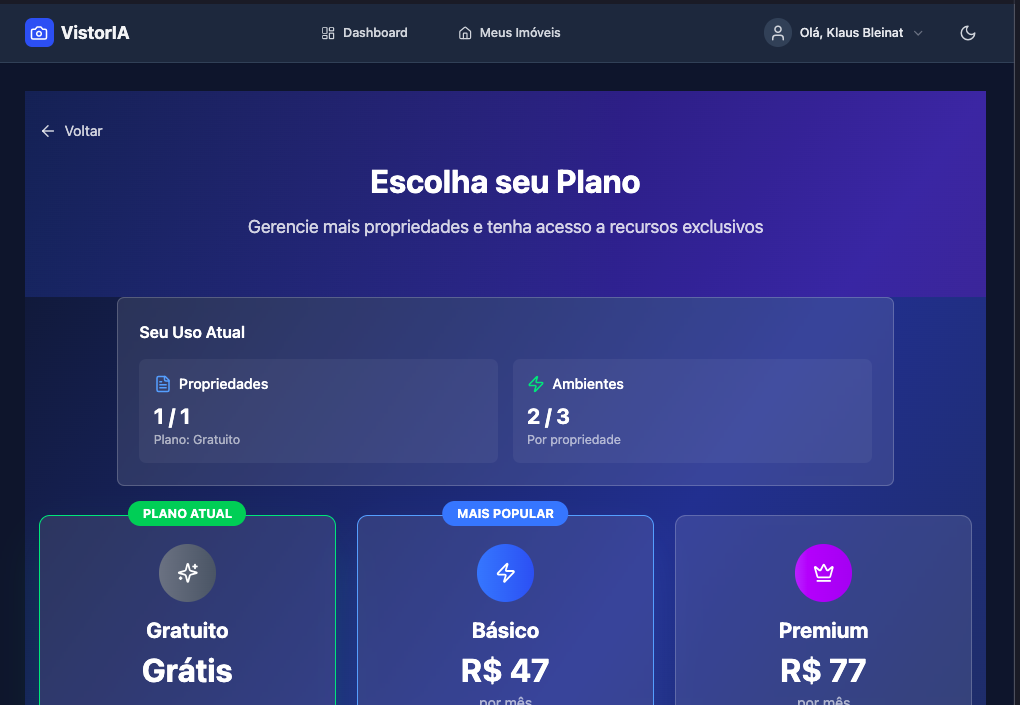 VistorIA
Dashboard
Meus Imóveis
Olá, Klaus Bleinat
Voltar
Escolha seu Plano
Gerencie mais propriedades e tenha acesso a recursos exclusivos
Seu Uso Atual
Propriedades
1 / 1
Plano: Gratuito
Ambientes
2 / 3
Por propriedade
PLANO ATUAL
Gratuito
Grátis
MAIS POPULAR
Básico
R$ 47
por mês
Premium
R$ 77
por mês